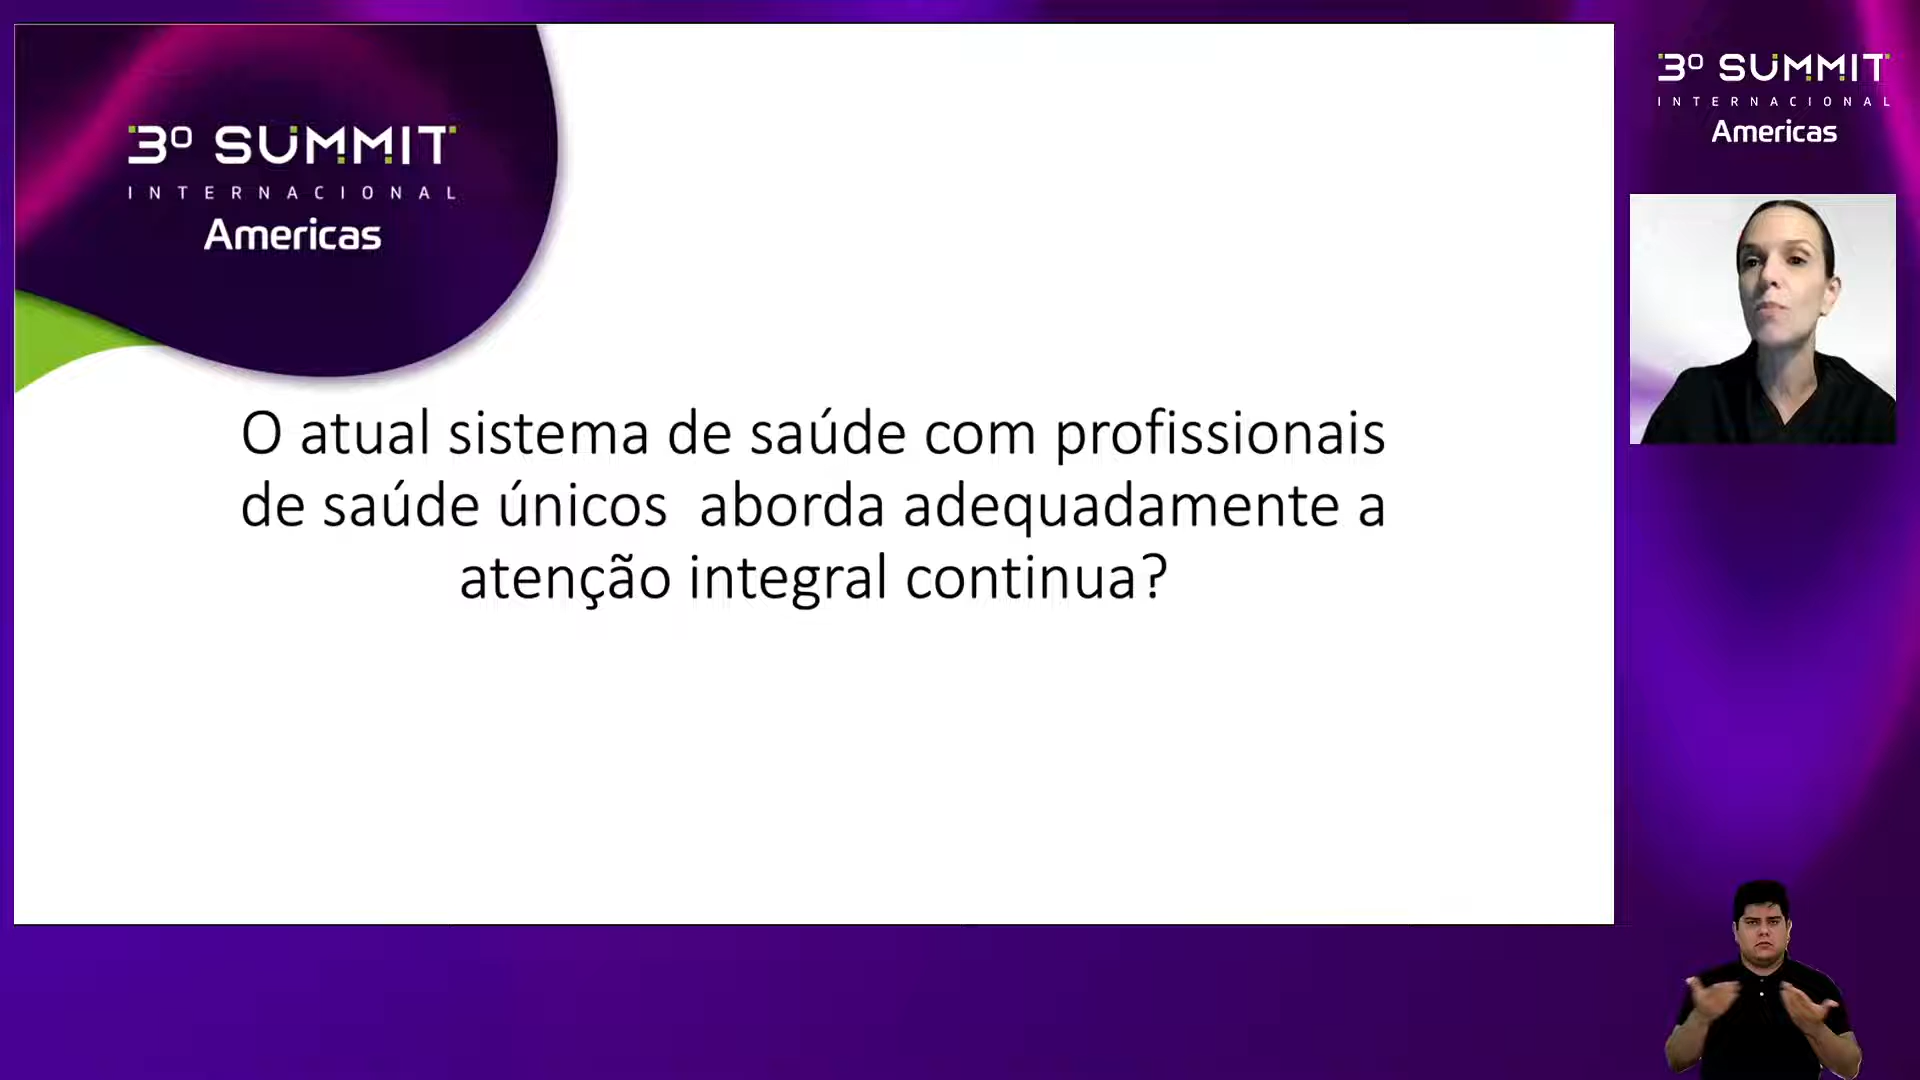 3º SUMMIT
INTERNACIONAL
Americas
O atual sistema de saúde com profissionais
de saúde únicos  aborda adequadamente a
atenção integral continua?
3º SUMMIT
INTERNACIONAL
Americas